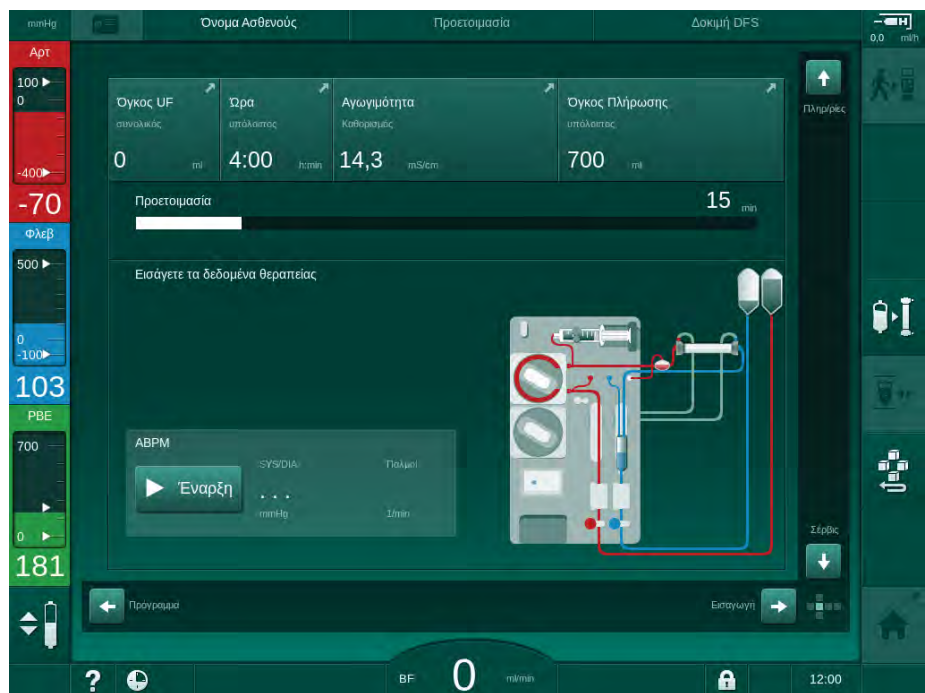 mmHg
Όνομα Ασθενούς
Προετοιμασία
Δοκιμή DFS
0,0 ml/h
Αρτ
100
0
-400
-70
Φλεβ
500
0
-100
103
PBE
700
0
181
Όγκος UF
συνολικός
0 ml
Ώρα
υπόλοιπος
4:00 h:min
Αγωγιμότητα
Καθορισμός
14,3 mS/cm
Όγκος Πλήρωσης
υπόλοιπος
700 ml
Πληρ/ρίες
Προετοιμασία
15 min
Εισάγετε τα δεδομένα θεραπείας
ABPM
Έναρξη
SYS/DIA
. . .
mmHg
Παλμοί
1/min
Σέρβις
Πρόγραμμα
Εισαγωγή
?
BF 0 ml/min
12:00